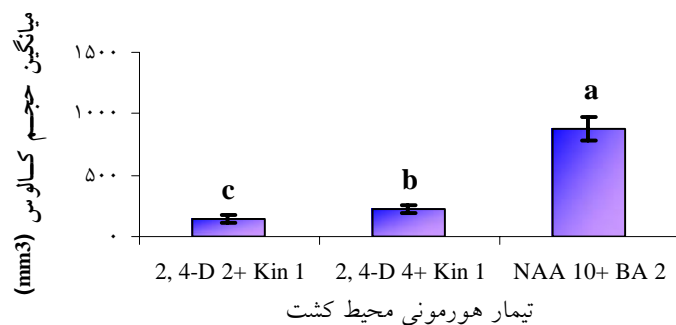 میانگین حجم کالوس (mm3)
۱۵۰۰
۱۰۰۰
۵۰۰
۰
c
b
a
2, 4-D 2+ Kin 1
2, 4-D 4+ Kin 1
NAA 10+ BA 2
تیمار هورمونی محیط کشت